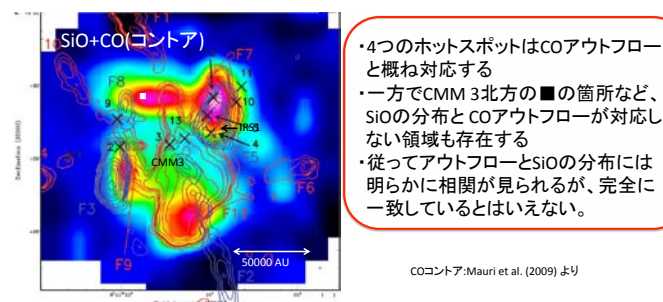 SiO+CO(コントア)
F1
10
F7
F8
11
10
9
13
IRS1
3
4
2
CMM3
F5
F6
F3
F11
50000 AU
F9
F2
・4つのホットスポットはCOアウトフロー
と概ね対応する
・一方でCMM 3北方の■の箇所など、
SiOの分布と COアウトフローが対応し
ない領域も存在する
・従ってアウトフローとSiOの分布には
明らかに相関が見られるが、完全に
一致しているとはいえない。
COコントア:Mauri et al. (2009) より